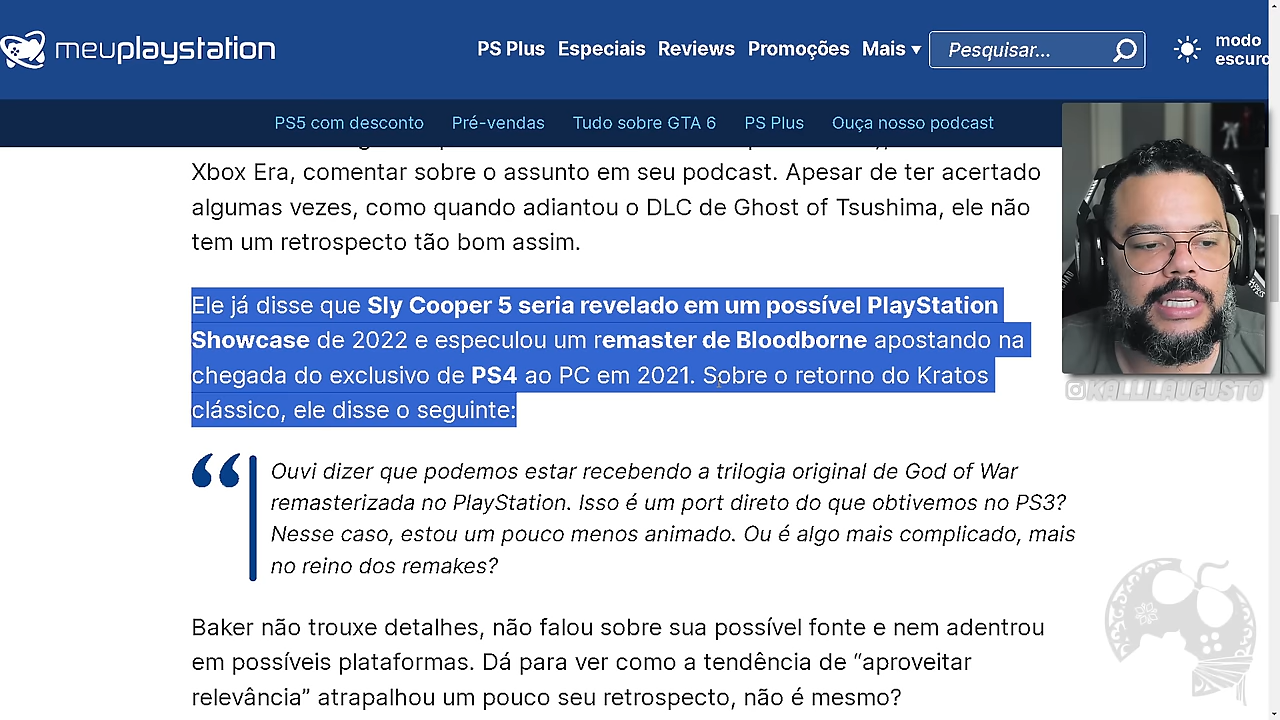 meuplaystation
PS Plus Especiais Reviews Promoções Mais ▾
Pesquisar...
modo
escuro
PS5 com desconto Pré-vendas Tudo sobre GTA 6 PS Plus Ouça nosso podcast
Xbox Era, comentar sobre o assunto em seu podcast. Apesar de ter acertado
algumas vezes, como quando adiantou o DLC de Ghost of Tsushima, ele não
tem um retrospecto tão bom assim.
Ele já disse que Sly Cooper 5 seria revelado em um possível PlayStation
Showcase de 2022 e especulou um remaster de Bloodborne apostando na
chegada do exclusivo de PS4 ao PC em 2021. Sobre o retorno do Kratos
clássico, ele disse o seguinte:
Ouvi dizer que podemos estar recebendo a trilogia original de God of War
remasterizada no PlayStation. Isso é um port direto do que obtivemos no PS3?
Nesse caso, estou um pouco menos animado. Ou é algo mais complicado, mais
no reino dos remakes?
Baker não trouxe detalhes, não falou sobre sua possível fonte e nem adentrou
em possíveis plataformas. Dá para ver como a tendência de “aproveitar
relevância” atrapalhou um pouco seu retrospecto, não é mesmo?
KALLILAUGUSTO